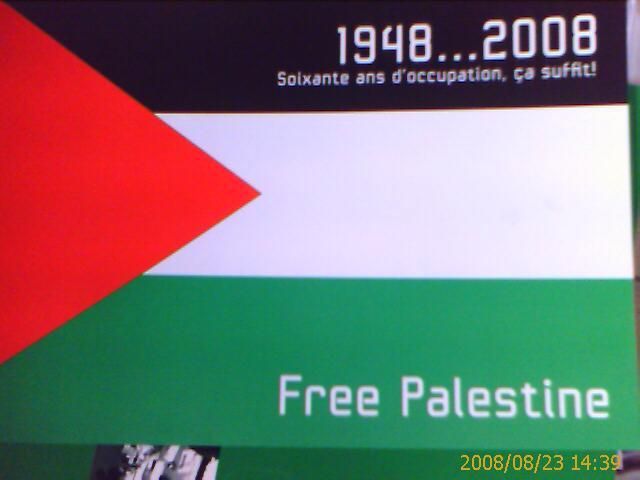 1948...2008
Soixante ans d'occupation, ça suffit!
Free Palestine
2008/08/23 14:39